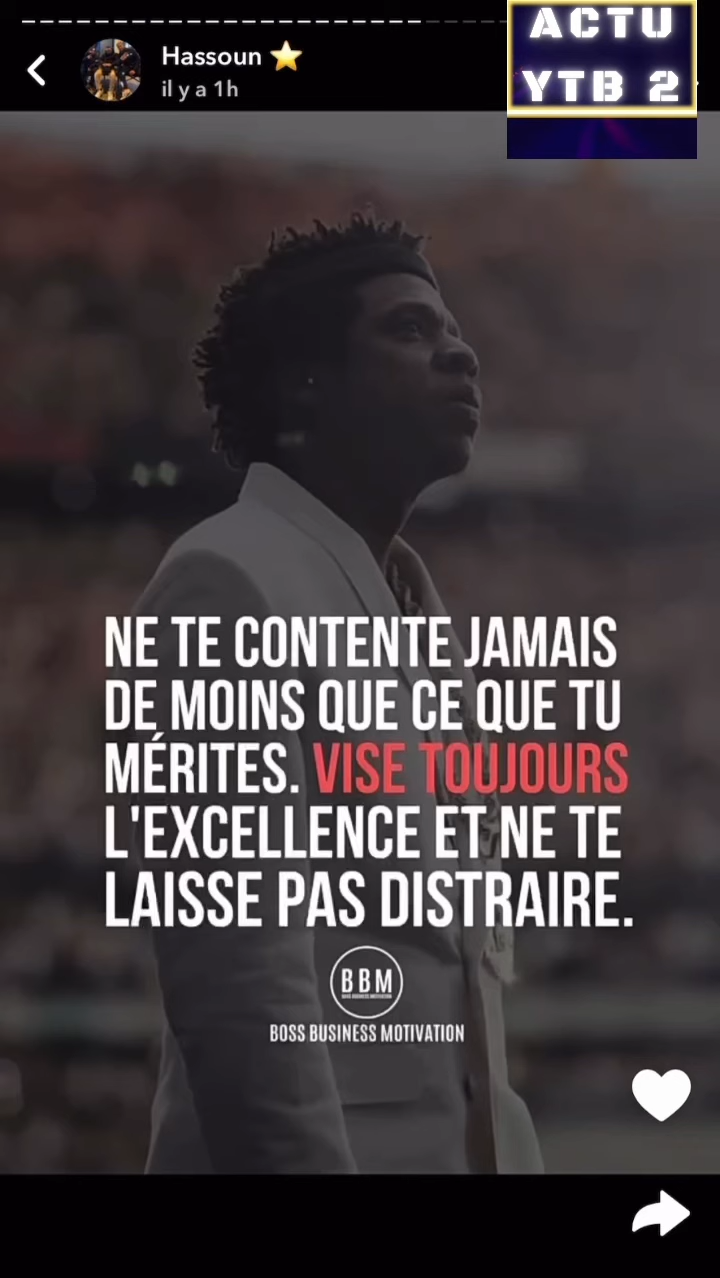 Hassoun
il y a 1h
ACTU
YTB 2
NE TE CONTENTE JAMAIS
DE MOINS QUE CE QUE TU
MÉRITES. VISE TOUJOURS
L'EXCELLENCE ET NE TE
LAISSE PAS DISTRAIRE.
BBM
BOSS BUSINESS MOTIVATION